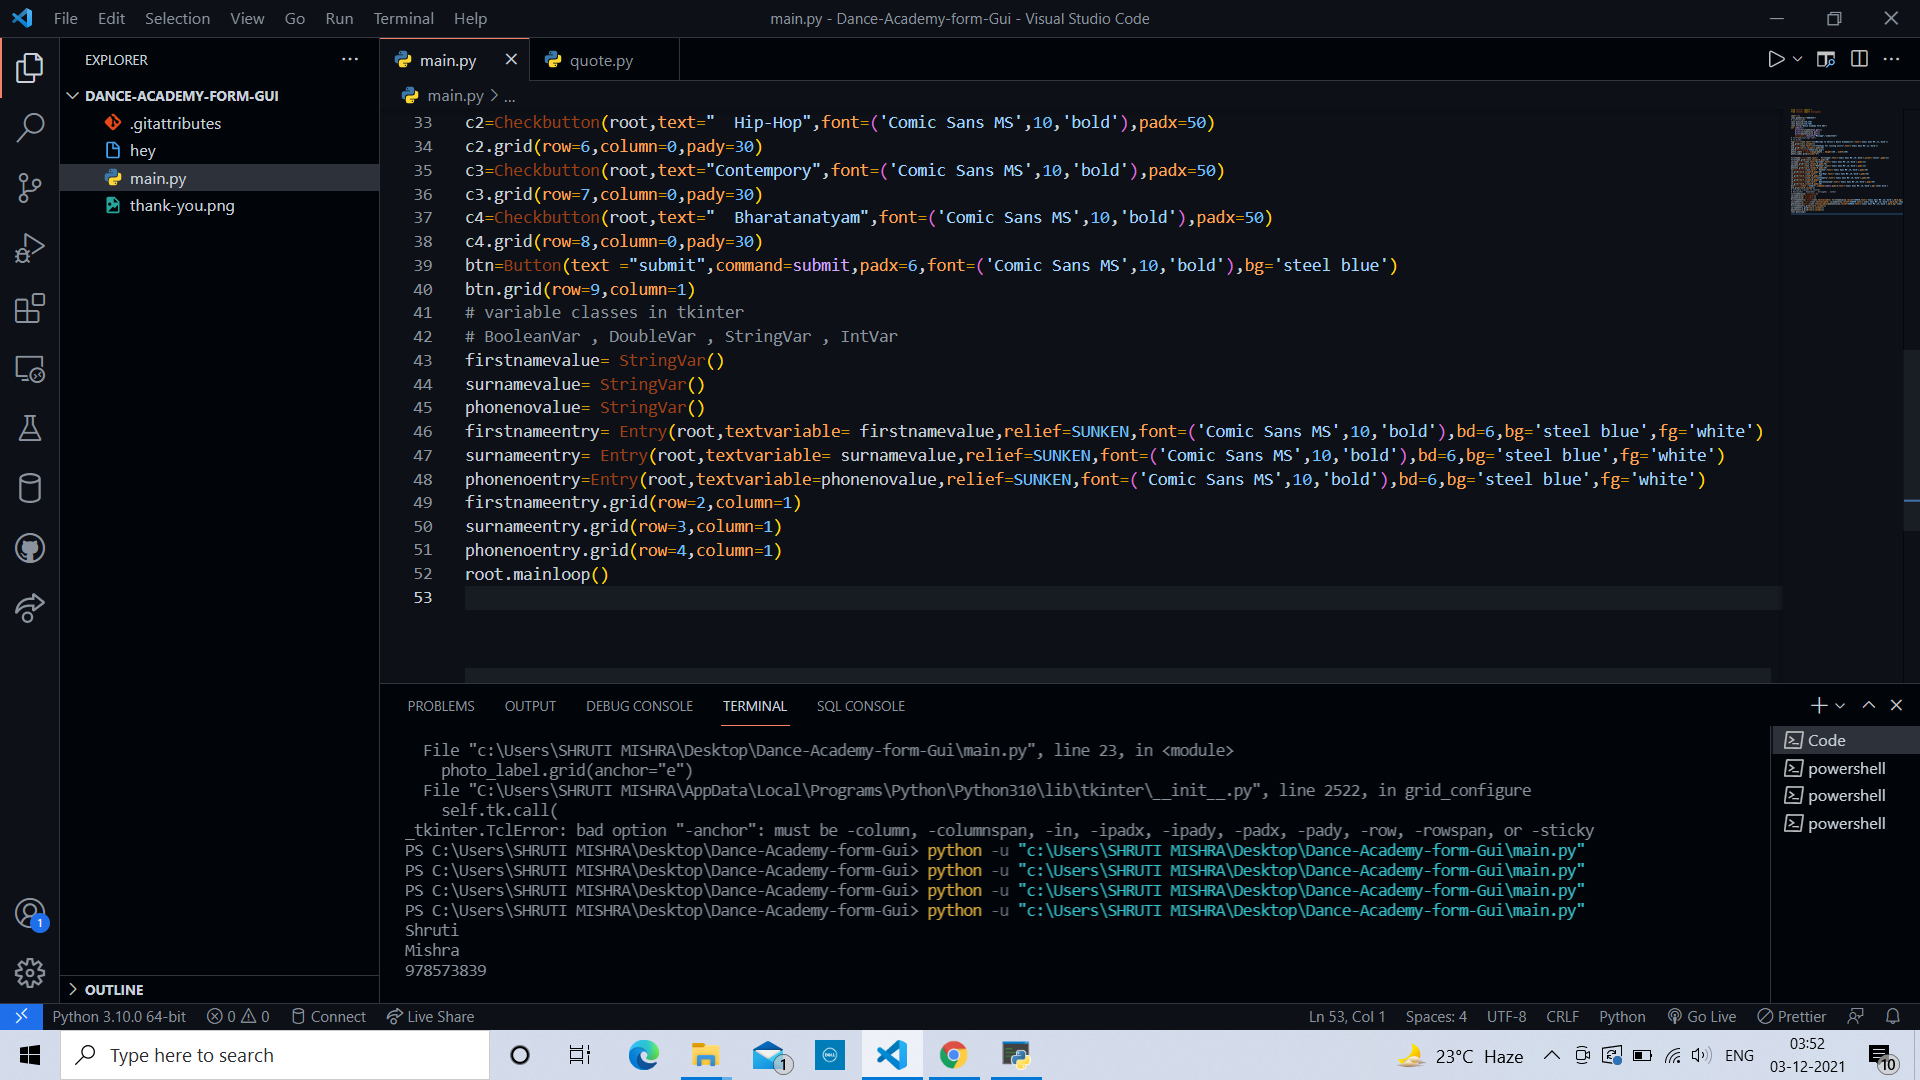 File Edit Selection View Go Run Terminal Help
main.py - Dance-Academy-form-Gui - Visual Studio Code
EXPLORER
DANCE-ACADEMY-FORM-GUI
.gitattributes
hey
main.py
thank-you.png
OUTLINE
main.py
quote.py
main.py > ...
33 c2=Checkbutton(root,text="  Hip-Hop",font=('Comic Sans MS',10,'bold'),padx=50)
34 c2.grid(row=6,column=0,pady=30)
35 c3=Checkbutton(root,text="Contempory",font=('Comic Sans MS',10,'bold'),padx=50)
36 c3.grid(row=7,column=0,pady=30)
37 c4=Checkbutton(root,text="  Bharatanatyam",font=('Comic Sans MS',10,'bold'),padx=50)
38 c4.grid(row=8,column=0,pady=30)
39 btn=Button(text ="submit",command=submit,padx=6,font=('Comic Sans MS',10,'bold'),bg='steel blue')
40 btn.grid(row=9,column=1)
41 # variable classes in tkinter
42 # BooleanVar , DoubleVar , StringVar , IntVar
43 firstnamevalue= StringVar()
44 surnamevalue= StringVar()
45 phonenovalue= StringVar()
46 firstnameentry= Entry(root,textvariable= firstnamevalue,relief=SUNKEN,font=('Comic Sans MS',10,'bold'),bd=6,bg='steel blue',fg='white')
47 surnameentry= Entry(root,textvariable= surnamevalue,relief=SUNKEN,font=('Comic Sans MS',10,'bold'),bd=6,bg='steel blue',fg='white')
48 phonenoentry=Entry(root,textvariable=phonenovalue,relief=SUNKEN,font=('Comic Sans MS',10,'bold'),bd=6,bg='steel blue',fg='white')
49 firstnameentry.grid(row=2,column=1)
50 surnameentry.grid(row=3,column=1)
51 phonenoentry.grid(row=4,column=1)
52 root.mainloop()
53
PROBLEMS OUTPUT DEBUG CONSOLE TERMINAL SQL CONSOLE
File "c:\Users\SHRUTI MISHRA\Desktop\Dance-Academy-form-Gui\main.py", line 23, in <module>
photo_label.grid(anchor="e")
File "C:\Users\SHRUTI MISHRA\AppData\Local\Programs\Python\Python310\lib\tkinter\__init__.py", line 2522, in grid_configure
self.tk.call(
_tkinter.TclError: bad option "-anchor": must be -column, -columnspan, -in, -ipadx, -ipady, -padx, -pady, -row, -rowspan, or -sticky
PS C:\Users\SHRUTI MISHRA\Desktop\Dance-Academy-form-Gui> python -u "c:\Users\SHRUTI MISHRA\Desktop\Dance-Academy-form-Gui\main.py"
PS C:\Users\SHRUTI MISHRA\Desktop\Dance-Academy-form-Gui> python -u "c:\Users\SHRUTI MISHRA\Desktop\Dance-Academy-form-Gui\main.py"
PS C:\Users\SHRUTI MISHRA\Desktop\Dance-Academy-form-Gui> python -u "c:\Users\SHRUTI MISHRA\Desktop\Dance-Academy-form-Gui\main.py"
PS C:\Users\SHRUTI MISHRA\Desktop\Dance-Academy-form-Gui> python -u "c:\Users\SHRUTI MISHRA\Desktop\Dance-Academy-form-Gui\main.py"
Shruti
Mishra
978573839
Code
powershell
powershell
powershell
1
Python 3.10.0 64-bit 0 0 Connect Live Share
Ln 53, Col 1 Spaces: 4 UTF-8 CRLF Python Go Live Prettier
Type here to search
1
DELL
23°C Haze
ENG
03:52
03-12-2021
10